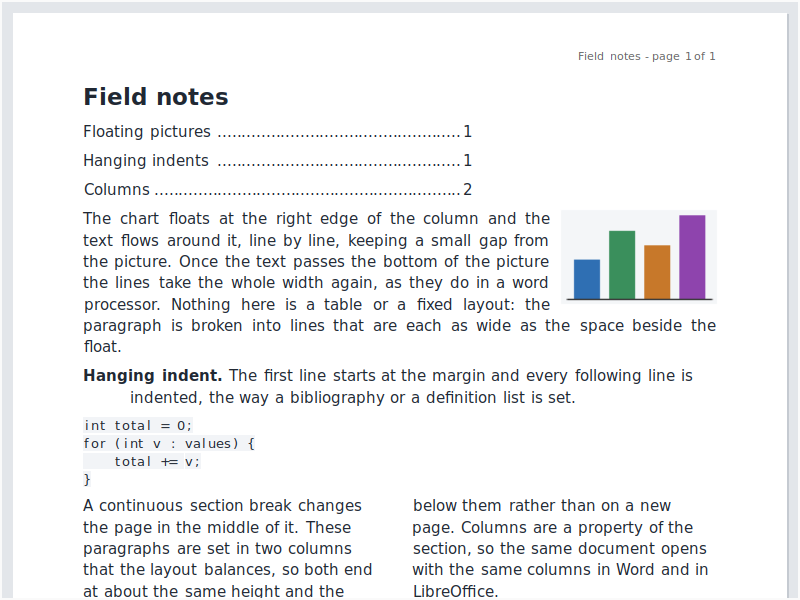 Field notes - page 1 of 1
Field notes
Floating pictures ................................................. 1
Hanging indents ................................................. 1
Columns ............................................................. 2
The chart floats at the right edge of the column and the
text flows around it, line by line, keeping a small gap from
the picture. Once the text passes the bottom of the picture
the lines take the whole width again, as they do in a word
processor. Nothing here is a table or a fixed layout: the
paragraph is broken into lines that are each as wide as the space beside the
float.
Hanging indent. The first line starts at the margin and every following line is
indented, the way a bibliography or a definition list is set.
int total = 0;
for (int v : values) {
    total += v;
}
A continuous section break changes
the page in the middle of it. These
paragraphs are set in two columns
that the layout balances, so both end
at about the same height and the
below them rather than on a new
page. Columns are a property of the
section, so the same document opens
with the same columns in Word and in
LibreOffice.